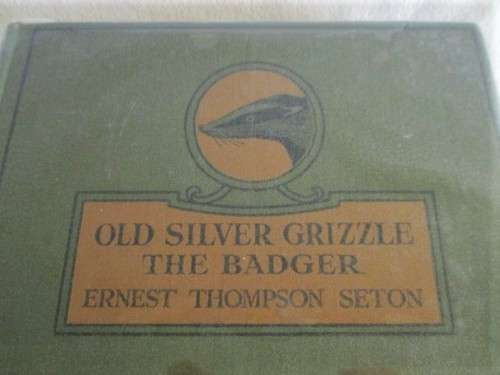 OLD SILVER GRIZZLE
THE BADGER
ERNEST THOMPSON SETON